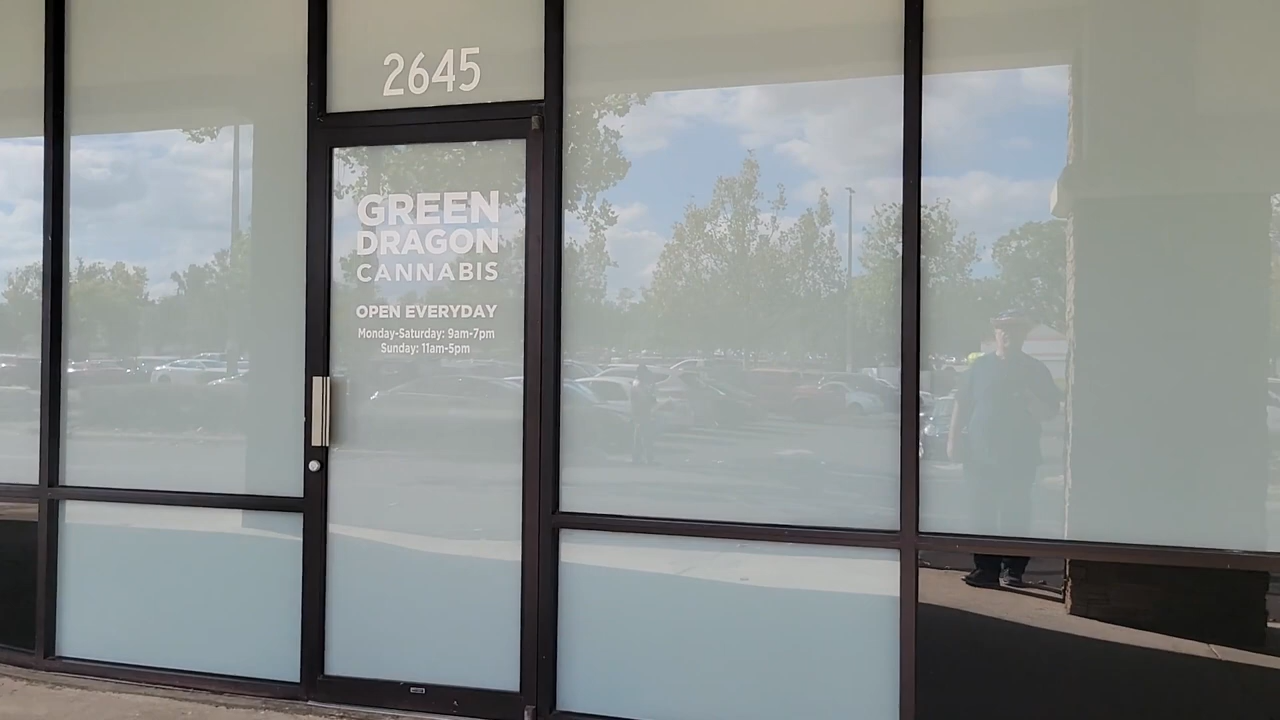 2645
GREEN
DRAGON
CANNABIS
OPEN EVERYDAY
Monday-Saturday: 9am-7pm
Sunday: 11am-5pm